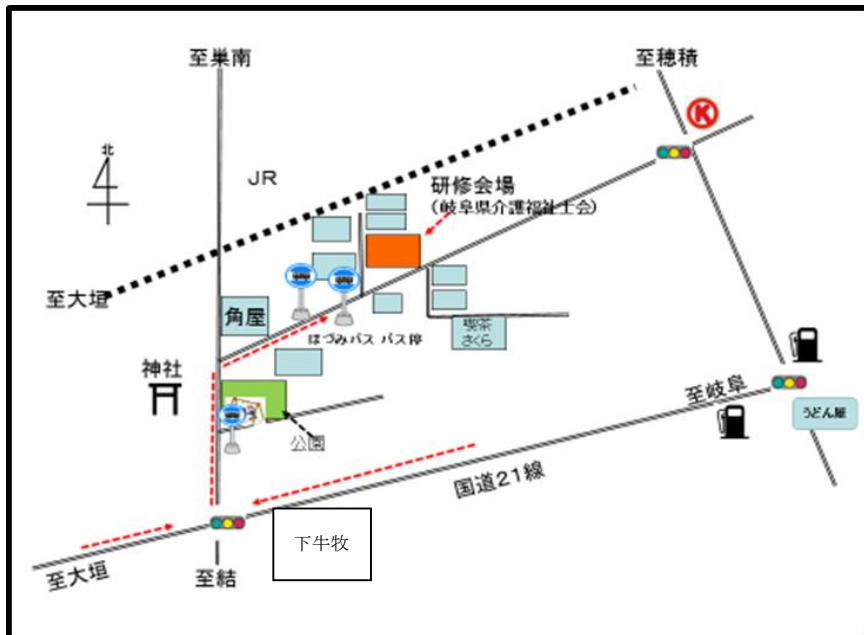 至巣南
至穂積
K
北
JR
研修会場
(岐阜県介護福祉士会)
至大垣
角屋
はづみバス バス停
喫茶
さくら
神社
至岐阜
うどん屋
公園
国道21線
下牛牧
至大垣
至結